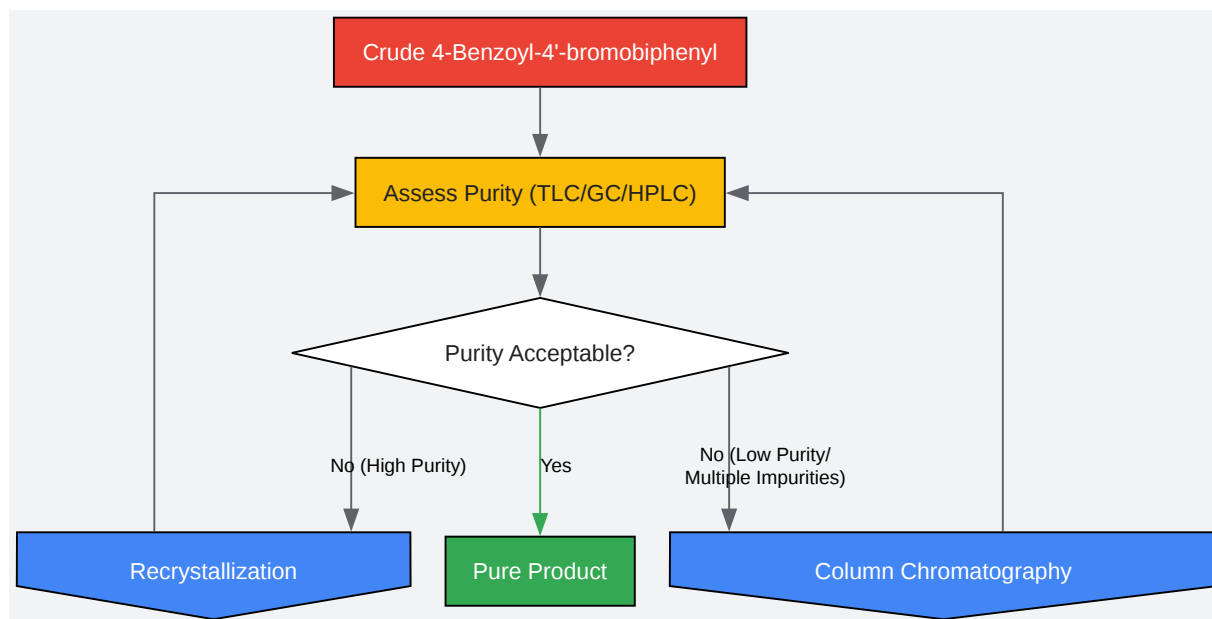 Crude 4-Benzoyl-4'-bromobiphenyl
Assess Purity (TLC/GC/HPLC)
Purity Acceptable?
No (High Purity)
Yes
No (Low Purity/
Multiple Impurities)
Recrystallization
Pure Product
Column Chromatography